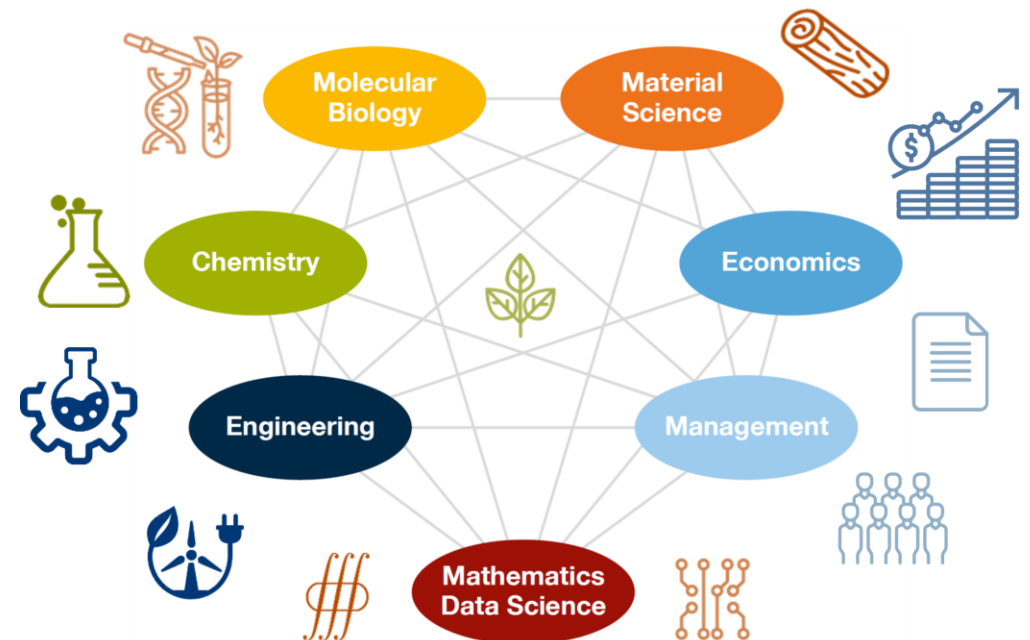 Molecular
Biology
Material
Science
$
Chemistry
Economics
Engineering
Management
Mathematics
Data Science